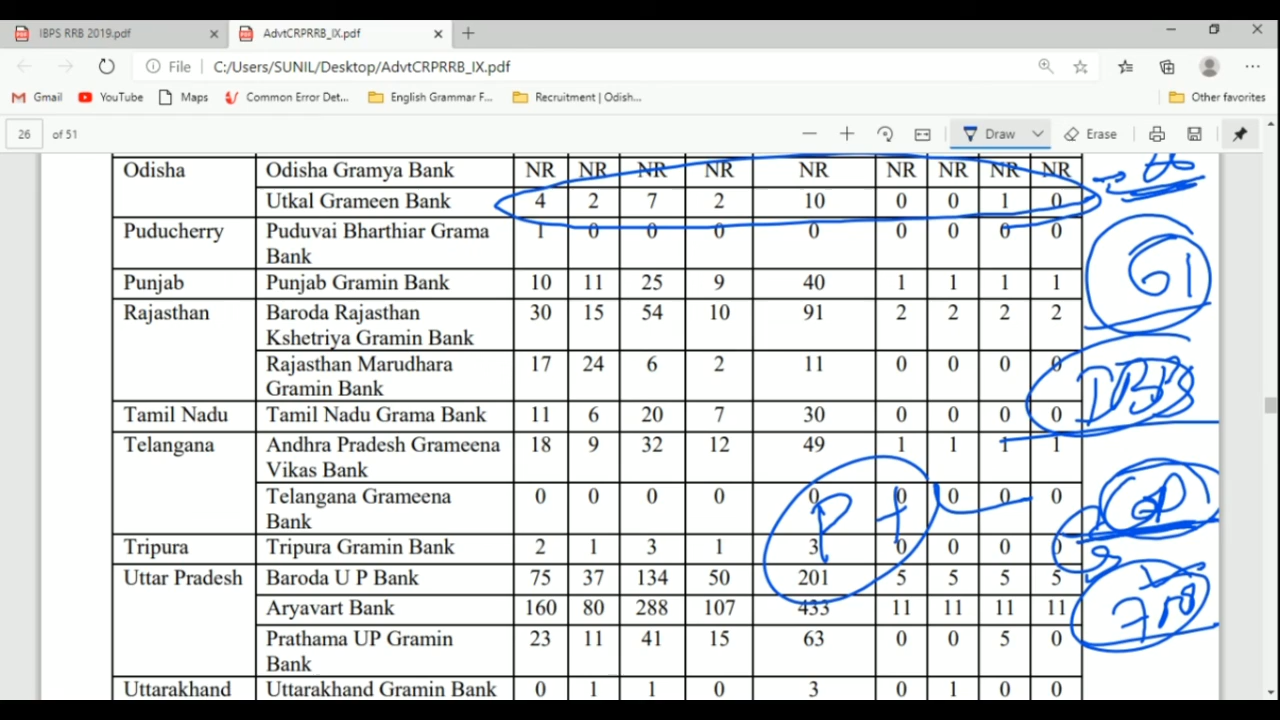 IBPS RRB 2019.pdf AdvtCRPRRB_IX.pdf
File C:/Users/SUNIL/Desktop/AdvtCRPRRB_IX.pdf
Gmail YouTube Maps Common Error Det... English Grammar F... Recruitment | Odish... Other favorites
26 of 51 Draw Erase
Odisha Odisha Gramya Bank NR NR NR NR NR NR NR NR NR
Utkal Grameen Bank 4 2 7 2 10 0 0 1 0
Puducherry Puduvai Bharthiar Grama 1 0 0 0 0 0 0 0 0
Bank
Punjab Punjab Gramin Bank 10 11 25 9 40 1 1 1 1
Rajasthan Baroda Rajasthan 30 15 54 10 91 2 2 2 2
Kshetriya Gramin Bank
Rajasthan Marudhara 17 24 6 2 11 0 0 0 0
Gramin Bank
Tamil Nadu Tamil Nadu Grama Bank 11 6 20 7 30 0 0 0 0
Telangana Andhra Pradesh Grameena 18 9 32 12 49 1 1 1 1
Vikas Bank
Telangana Grameena 0 0 0 0 0 0 0 0 0
Bank
P +
Tripura Tripura Gramin Bank 2 1 3 1 3 0 0 0 0
Uttar Pradesh Baroda U P Bank 75 37 134 50 201 5 5 5 5
Aryavart Bank 160 80 288 107 433 11 11 11 11
Prathama UP Gramin 23 11 41 15 63 0 0 5 0
Bank
Uttarakhand Uttarakhand Gramin Bank 0 1 1 0 3 0 1 0 0